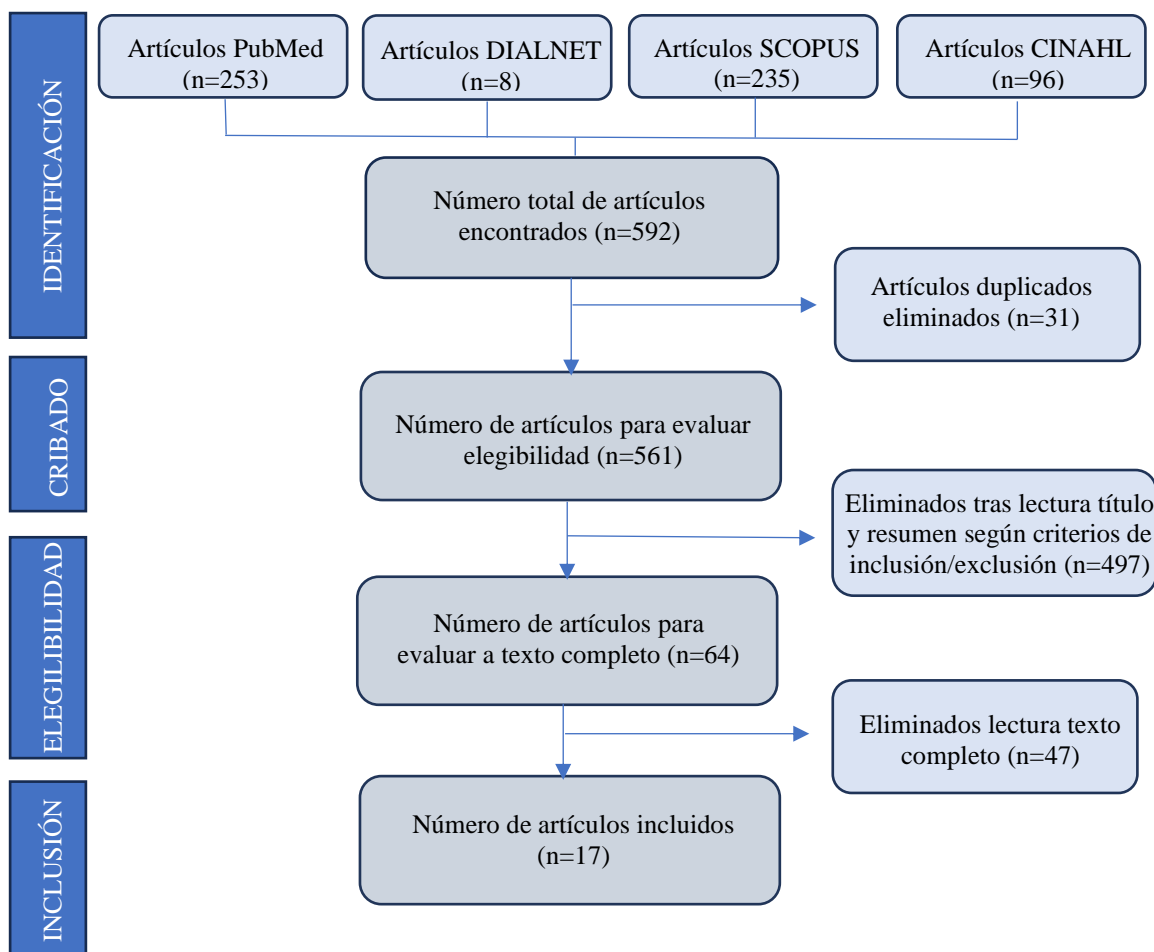 IDENTIFICACIÓN
Artículos PubMed
(n=253)
Artículos DIALNET
(n=8)
Artículos SCOPUS
(n=235)
Artículos CINAHL
(n=96)
Número total de artículos
encontrados (n=592)
Artículos duplicados
eliminados (n=31)
CRIBADO
Número de artículos para evaluar
elegibilidad (n=561)
Eliminados tras lectura título
y resumen según criterios de
inclusión/exclusión (n=497)
ELEGILIBILIDAD
Número de artículos para
evaluar a texto completo (n=64)
Eliminados lectura texto
completo (n=47)
INCLUSIÓN
Número de artículos incluidos
(n=17)